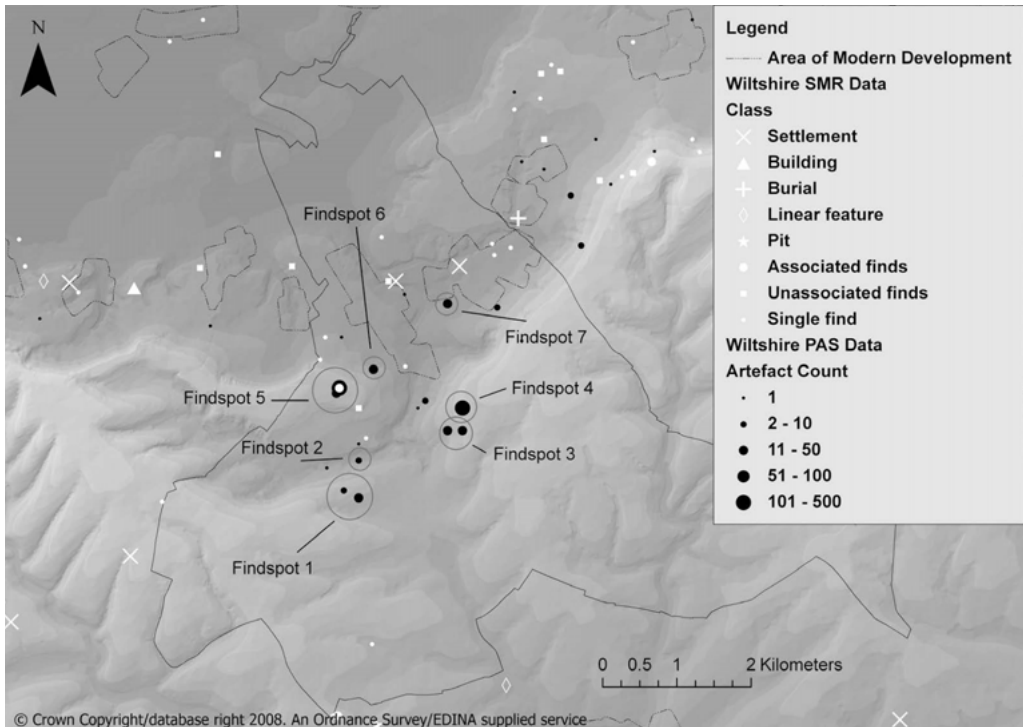 N
Findspot 6
Findspot 7
Findspot 5
Findspot 4
Findspot 2
Findspot 3
Findspot 1
0 0.5 1 2 Kilometers
© Crown Copyright/database right 2008. An Ordnance Survey/EDINA supplied service
Legend
Area of Modern Development
Wiltshire SMR Data
Class
Settlement
Building
Burial
Linear feature
Pit
Associated finds
Unassociated finds
Single find
Wiltshire PAS Data
Artefact Count
1
2 - 10
11 - 50
51 - 100
101 - 500